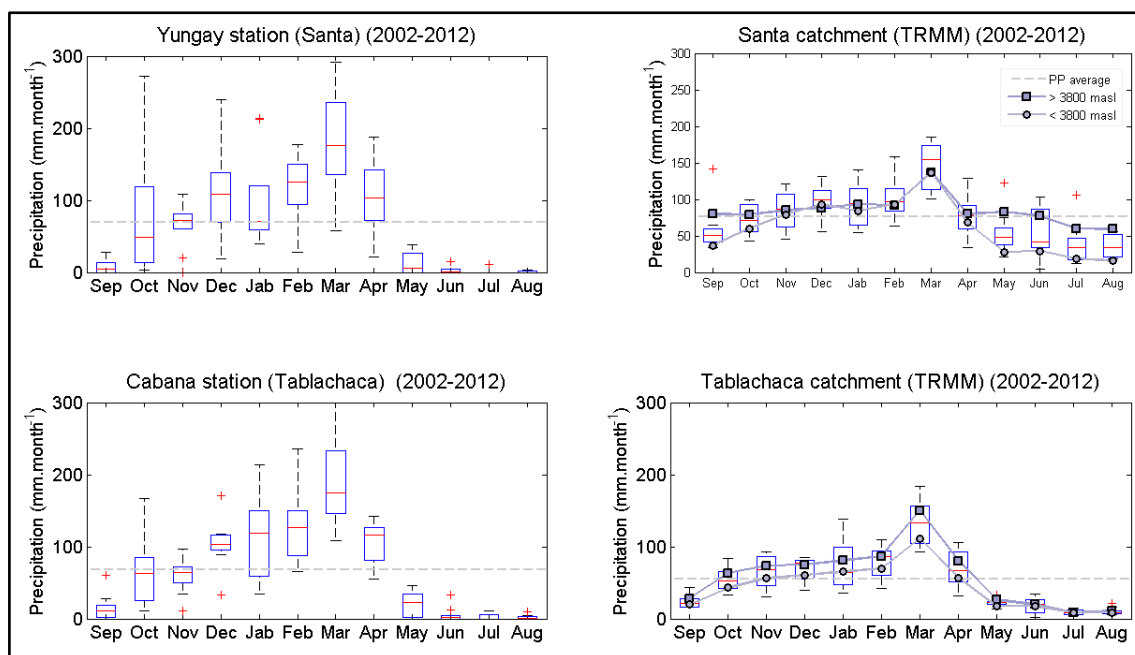 Yungay station (Santa) (2002-2012)
Precipitation (mm.month-1)
300
200
100
0
Sep Oct Nov Dec Jab Feb Mar Apr May Jun Jul Aug
Santa catchment (TRMM) (2002-2012)
Precipitation (mm.month-1)
300
250
200
150
100
50
0
PP average
> 3800 masl
< 3800 masl
Sep Oct Nov Dec Jab Feb Mar Apr May Jun Jul Aug
Cabana station (Tablachaca) (2002-2012)
Precipitation (mm.month-1)
300
200
100
0
Sep Oct Nov Dec Jab Feb Mar Apr May Jun Jul Aug
Tablachaca catchment (TRMM) (2002-2012)
Precipitation (mm.month-1)
300
200
100
0
Sep Oct Nov Dec Jab Feb Mar Apr May Jun Jul Aug